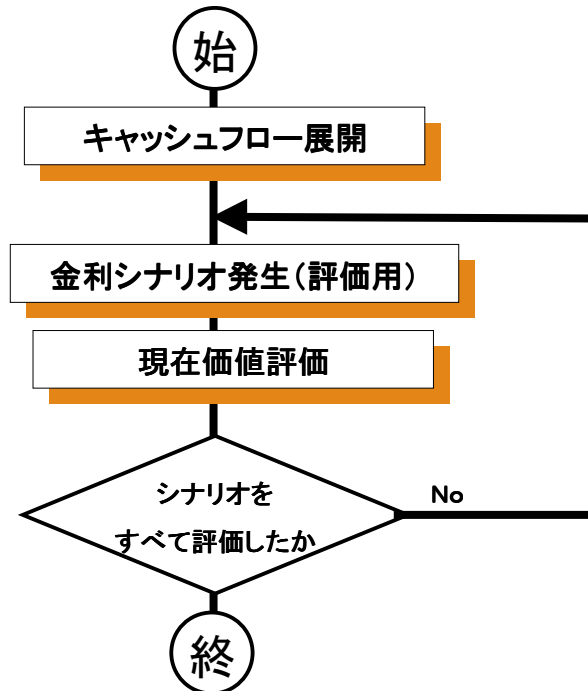 始
キャッシュフロー展開
金利シナリオ発生（評価用）
現在価値評価
シナリオを
すべて評価したか
No
終